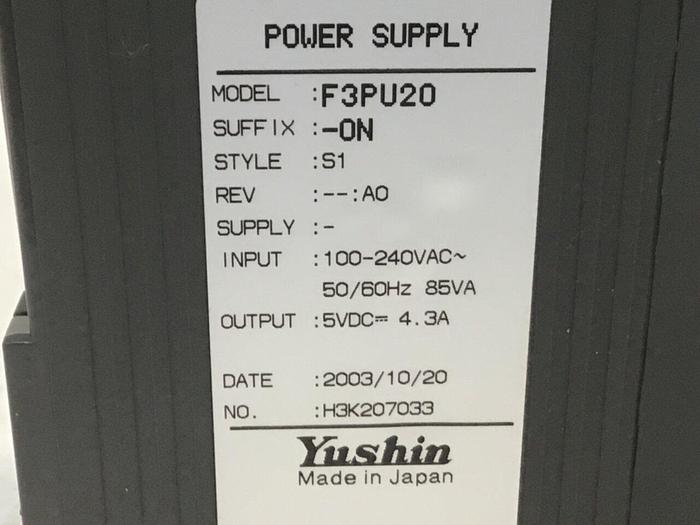 POWER SUPPLY
MODEL :F3PU20
SUFFIX :-0N
STYLE :S1
REV :--:A0
SUPPLY :-
INPUT :100-240VAC~
50/60Hz 85VA
OUTPUT :5VDC⎓ 4.3A
DATE :2003/10/20
NO. :H3K207033
Yushin
Made in Japan